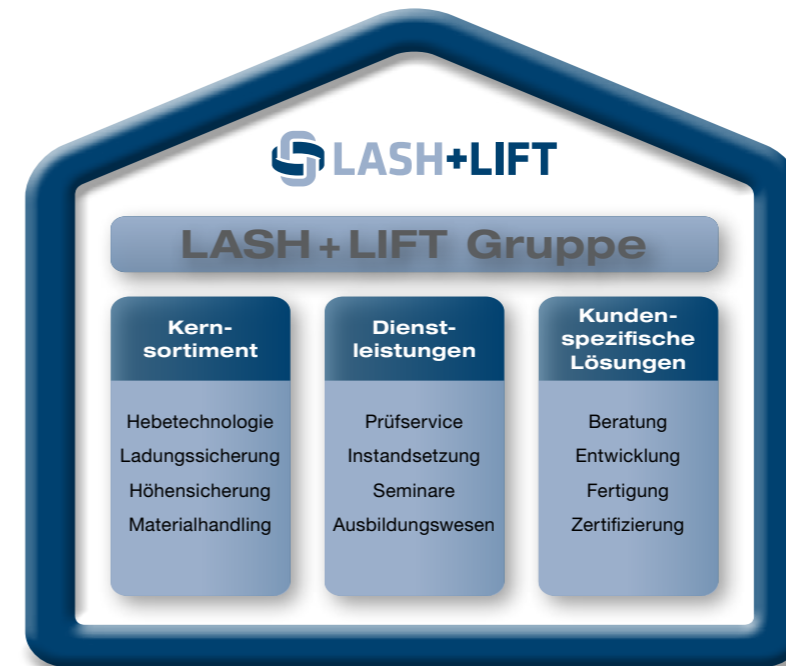 LASH+LIFT
LASH + LIFT Gruppe
Kern-
sortiment
Hebetechnologie
Ladungssicherung
Höhensicherung
Materialhandling
Dienst-
leistungen
Prüfservice
Instandsetzung
Seminare
Ausbildungswesen
Kunden-
spezifische
Lösungen
Beratung
Entwicklung
Fertigung
Zertifizierung